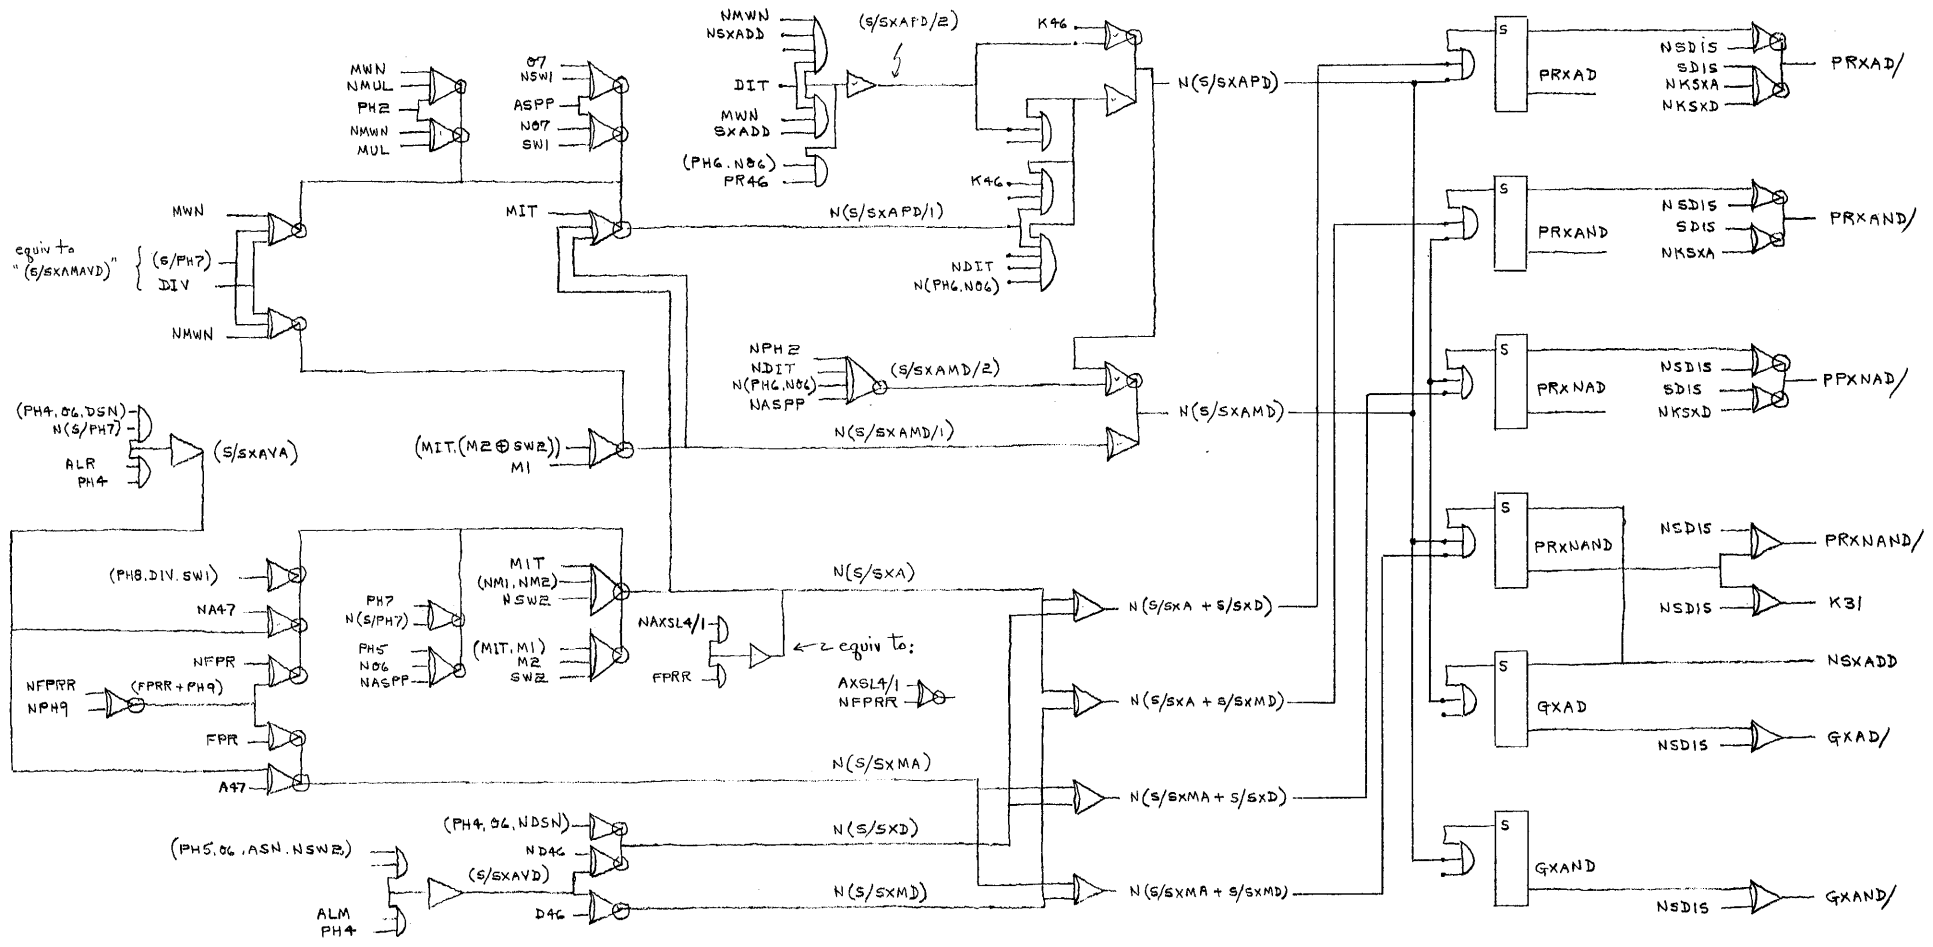 NMWN
NSXADD
(S/SXAPD/2)
K46
S
MWN
NMUL
PH2
NMWN
MUL
07
NSW1
ASPP
N07
SW1
DIT
MWN
SXADD
(PH6.N06)
PR46
N(S/SXAPD)
PRXAD
NSDIS
SDIS
NKSXA
NKSXD
PRXAD/
MWN
equiv to
"(S/SXAMAVD)"
(S/PH7)
DIV
NMWN
MIT
N(S/SXAPD/1)
K46
NDIT
N(PH6.N06)
S
PRXAND
NSDIS
SDIS
NKSXA
PRXAND/
NPH2
NDIT
N(PH6.N06)
NASPP
(S/SXAMD/2)
N(S/SXAMD)
S
PRXNAD
NSDIS
SDIS
NKSXD
PPXNAD/
(PH4.06.DSN)
N(S/PH7)
ALR
PH4
(S/SXAVA)
(MIT.(M2⊕SW2))
M1
N(S/SXAMD/1)
S
PRXNAND
NSDIS
PRXNAND/
NSDIS
K31
(PH8.DIV.SW1)
NA47
NFPR
NFPRR
NPH9
(FPRR+PH9)
FPR
A47
PH7
N(S/PH7)
PH5
N06
NASPP
MIT
(NM1.NM2)
NSW2
(MIT.M1)
M2
SW2
N(S/SXA)
NAXSL4/1
FPRR
equiv to:
AXSL4/1
NFPRR
N(S/SXA + S/SXD)
N(S/SXA + S/SXMD)
S
GXAD
NSXADD
NSDIS
GXAD/
N(S/SXMA)
N(S/SXMA + S/SXD)
(PH4.06.NDSN)
ND46
N(S/SXD)
(PH5.06.ASN.NSW2)
(S/SXAVD)
ALM
PH4
D46
N(S/SXMD)
N(S/SXMA + S/SXMD)
S
GXAND
NSDIS
GXAND/